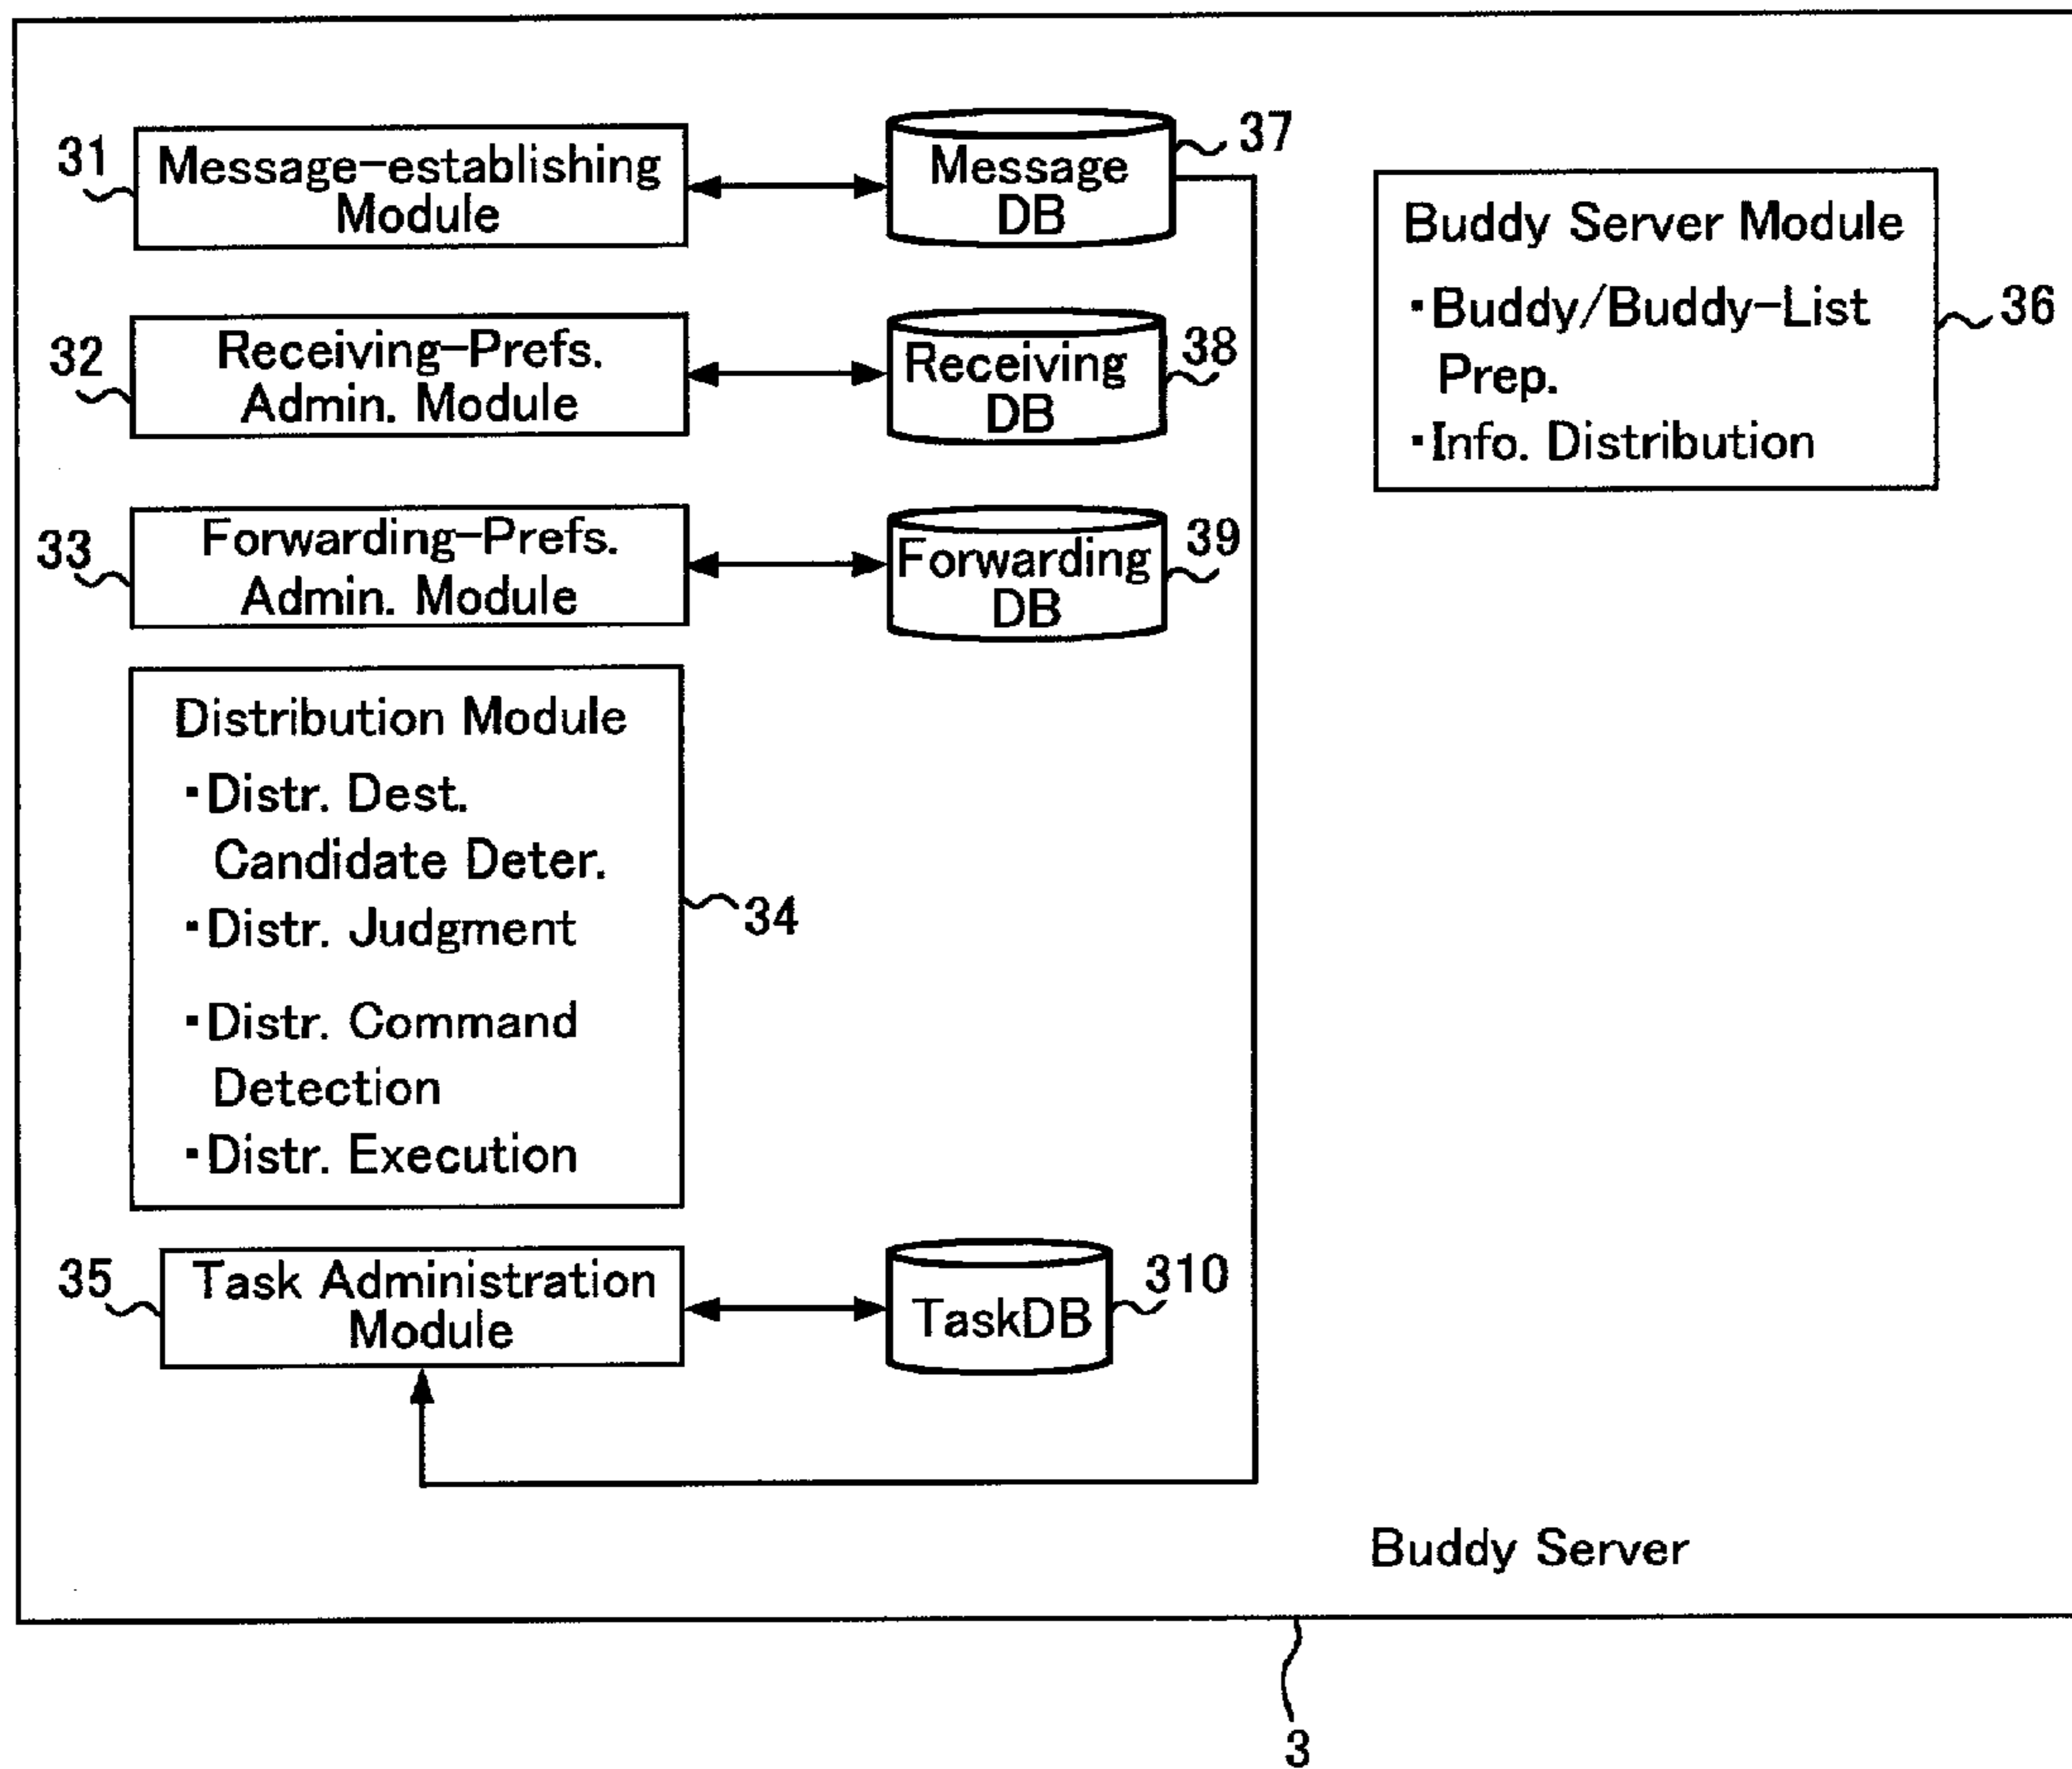 31
Message-establishing
Module
Message
DB
37
32
Receiving-Prefs.
Admin. Module
Receiving
DB
38
33
Forwarding-Prefs.
Admin. Module
Forwarding
DB
39
Buddy Server Module
・Buddy/Buddy-List
Prep.
・Info. Distribution
36
Distribution Module
・Distr. Dest.
Candidate Deter.
・Distr. Judgment
・Distr. Command
Detection
・Distr. Execution
34
35
Task Administration
Module
TaskDB
310
Buddy Server
3